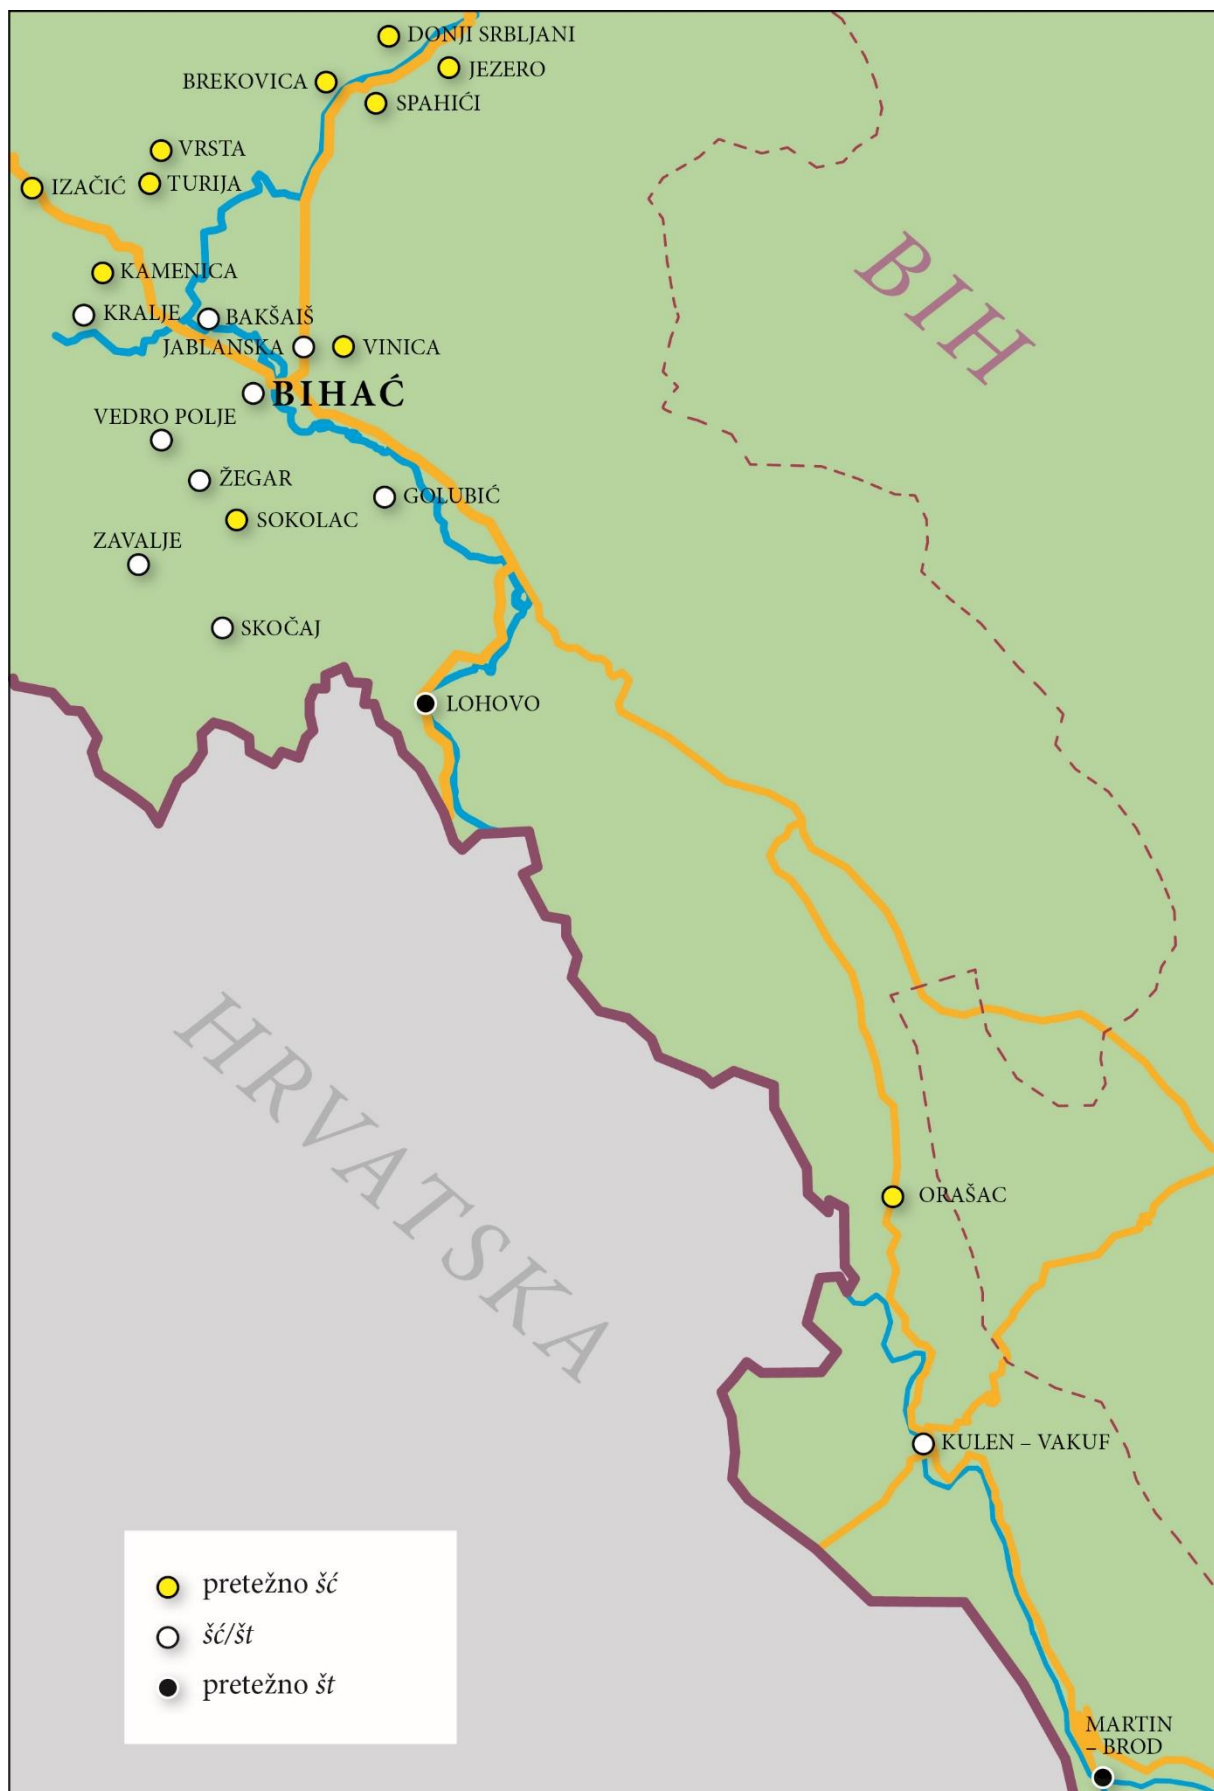 DONJI SRBLJANI
JEZERO
BREKOVICA
SPAHIĆI
VRSTA
IZAČIĆ
TURIJA
BIH
KAMENICA
KRALJE
BAKŠAIŠ
JABLANSKA
VINICA
BIHAĆ
VEDRO POLJE
ŽEGAR
GOLUBIĆ
SOKOLAC
ZAVALJE
SKOČAJ
LOHOVO
HRVATSKA
ORAŠAC
KULEN – VAKUF
pretežno šć
šć/št
pretežno št
MARTIN
– BROD